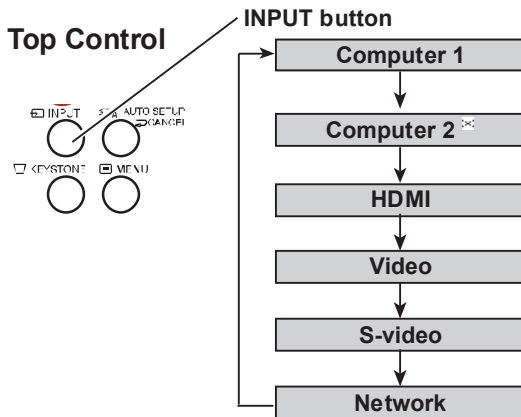 INPUT button
Top Control
INPUT
AUTO SETUP
CANCEL
KEYSTONE
MENU
Computer 1
Computer 2
HDMI
Video
S-video
Network